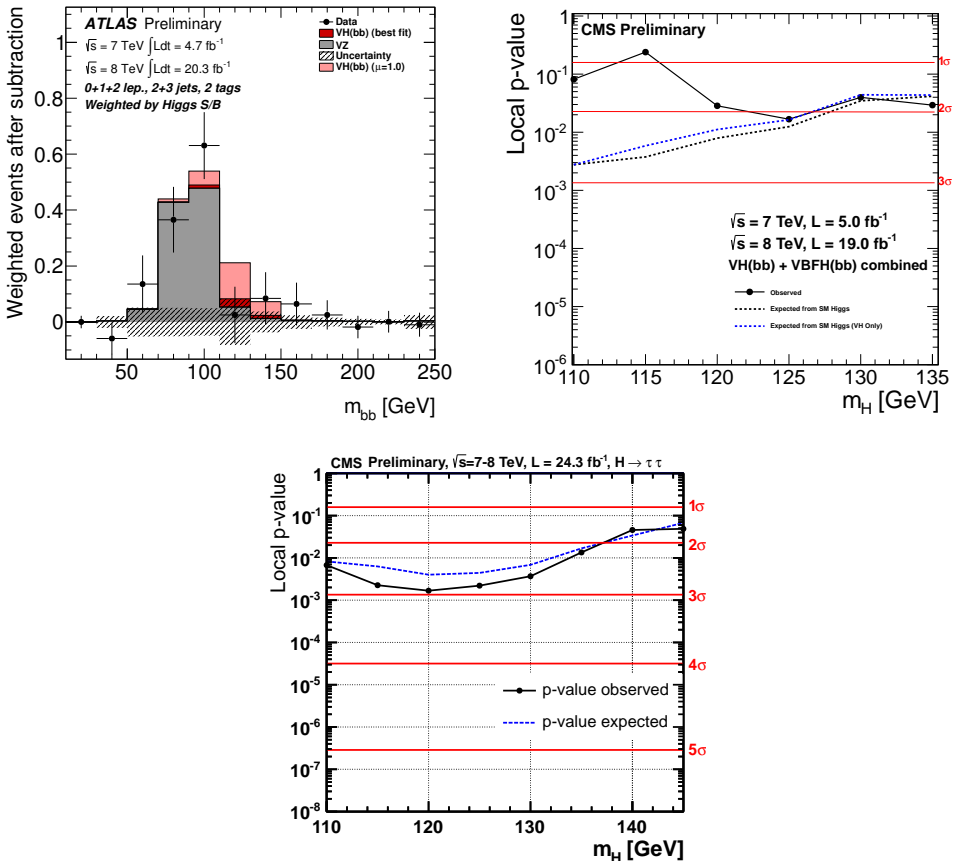 ATLAS Preliminary
√s = 7 TeV ∫Ldt = 4.7 fb⁻¹
√s = 8 TeV ∫Ldt = 20.3 fb⁻¹
0+1+2 lep., 2+3 jets, 2 tags
Weighted by Higgs S/B
Data
VH(bb) (best fit)
VZ
Uncertainty
VH(bb) (μ=1.0)
Weighted events after subtraction
1
0.8
0.6
0.4
0.2
0
50 100 150 200 250
m_bb [GeV]
CMS Preliminary
Local p-value
1
10⁻¹
10⁻²
10⁻³
10⁻⁴
10⁻⁵
10⁻⁶
1σ
2σ
3σ
√s = 7 TeV, L = 5.0 fb⁻¹
√s = 8 TeV, L = 19.0 fb⁻¹
VH(bb) + VBFH(bb) combined
Observed
Expected from SM Higgs
Expected from SM Higgs (VH Only)
110 115 120 125 130 135
m_H [GeV]
CMS Preliminary, √s=7-8 TeV, L = 24.3 fb⁻¹, H → τ τ
Local p-value
1
10⁻¹
10⁻²
10⁻³
10⁻⁴
10⁻⁵
10⁻⁶
10⁻⁷
10⁻⁸
1σ
2σ
3σ
4σ
5σ
p-value observed
p-value expected
110 120 130 140
m_H [GeV]